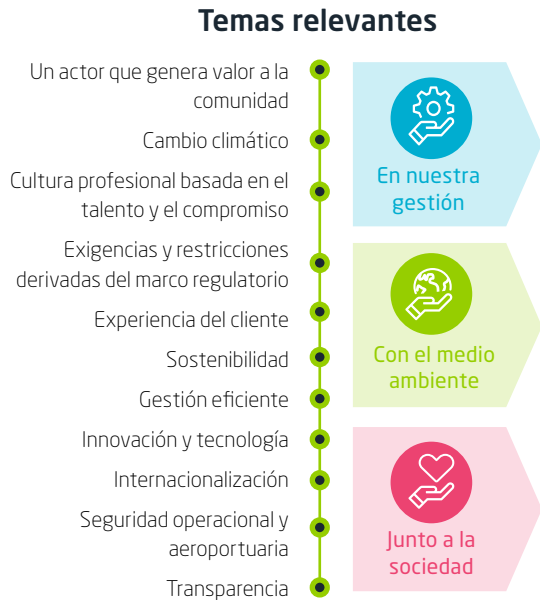 Temas relevantes
Un actor que genera valor a la
comunidad
Cambio climático
Cultura profesional basada en el
talento y el compromiso
Exigencias y restricciones
derivadas del marco regulatorio
Experiencia del cliente
Sostenibilidad
Gestión eficiente
Innovación y tecnología
Internacionalización
Seguridad operacional y
aeroportuaria
Transparencia
En nuestra
gestión
Con el medio
ambiente
Junto a la
sociedad